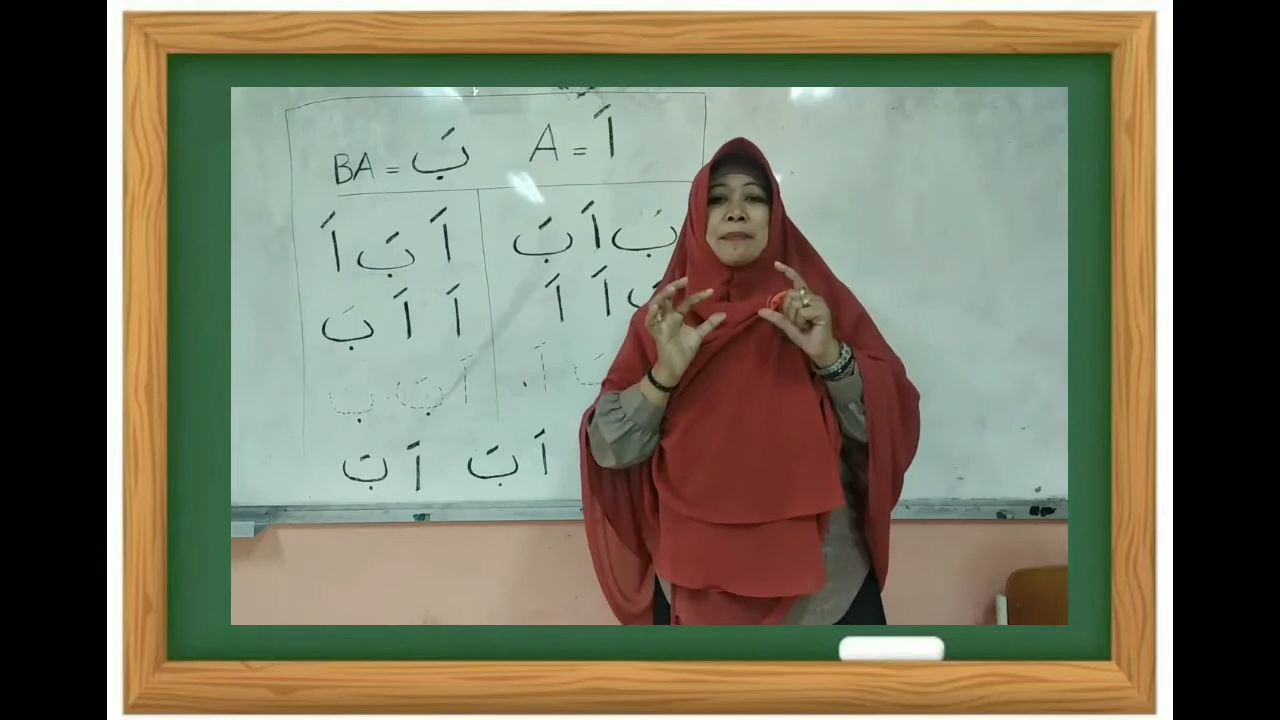 اَ = A بَ = BA
بَ اَ بَ اَ بَ اَ
اَ اَ اَ اَ بَ
اَ اَ بَ بَ
اَ بَ اَ بَ